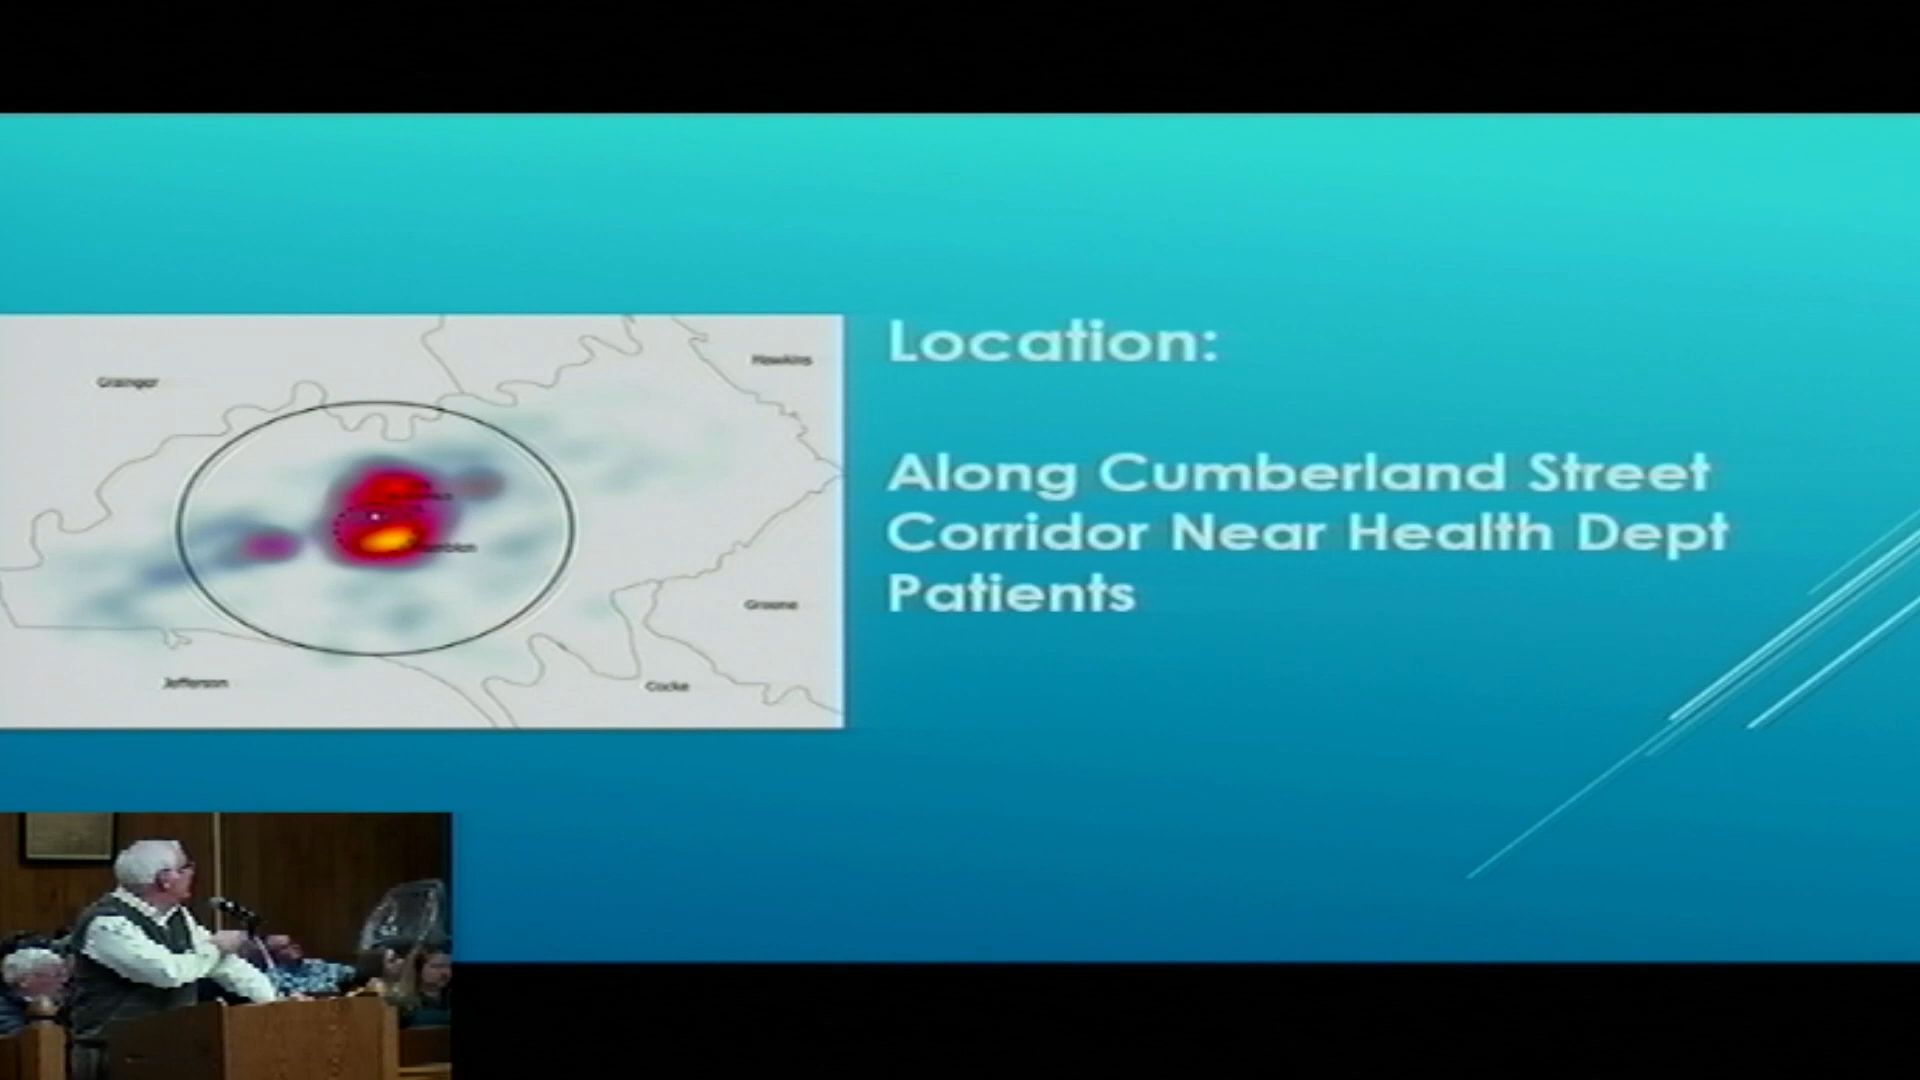 Location:
Along Cumberland Street
Corridor Near Health Dept
Patients
Grainger
Hawkins
Greene
Jefferson
Cocke